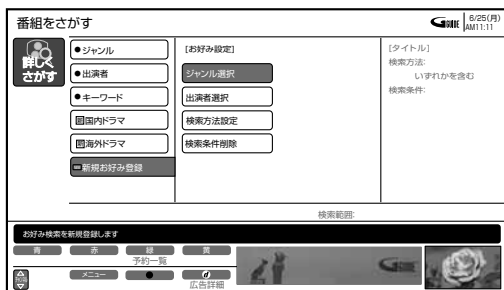 番組をさがす
GGUIDE
6/25(月)
AM11:11
詳しく
さがす
●ジャンル
●出演者
●キーワード
国内ドラマ
海外ドラマ
新規お好み登録
[お好み設定]
ジャンル選択
出演者選択
検索方法設定
検索条件削除
[タイトル]
検索方法:
いずれかを含む
検索条件:
検索範囲:
お好み検索を新規登録します
青 赤 緑 黄
予約一覧
メニュー ● d
広告詳細